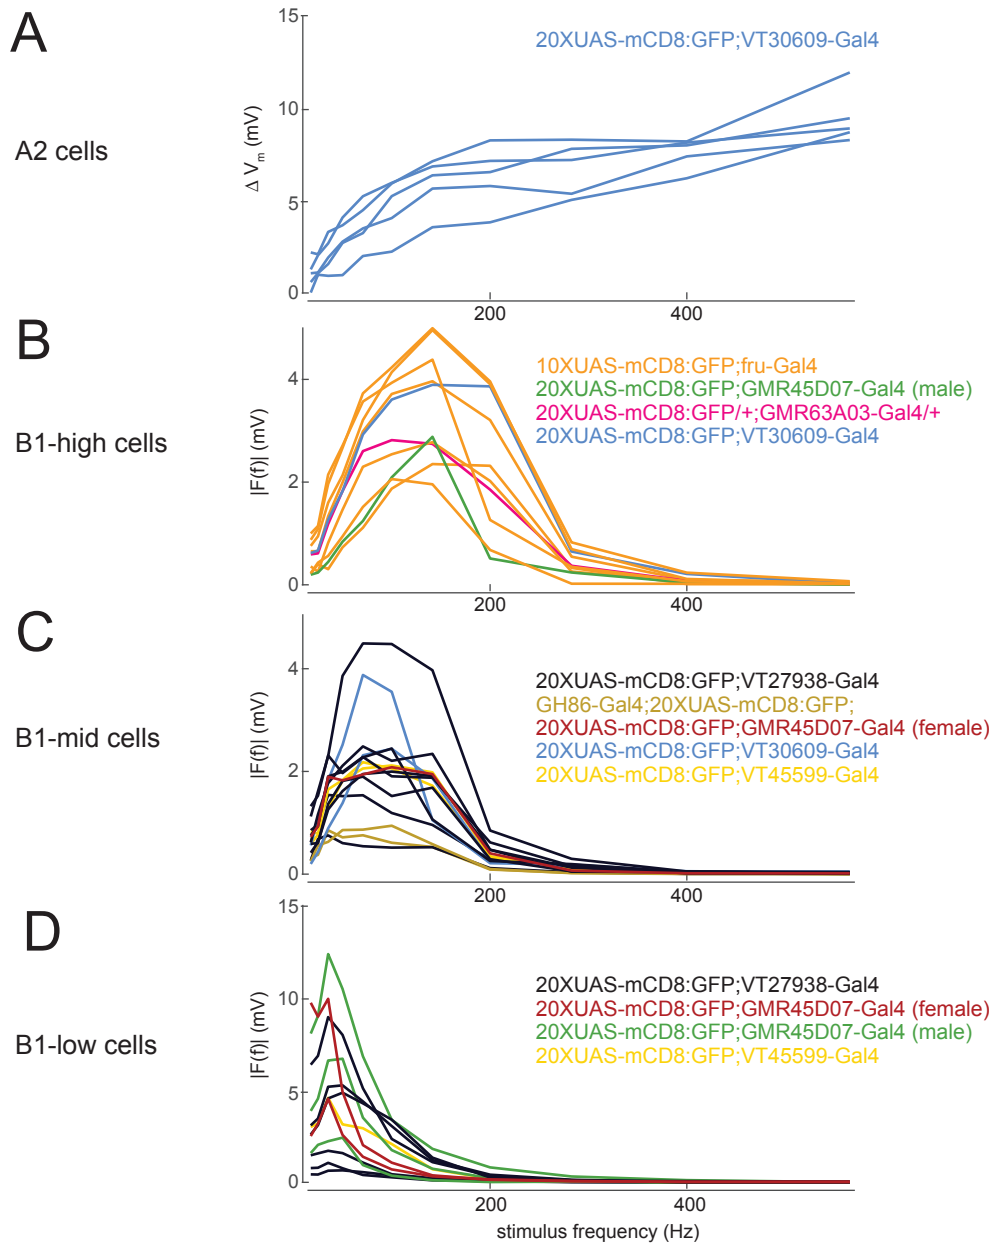 A
A2 cells
Δ Vm (mV)
15
10
5
0
200
400
20XUAS-mCD8:GFP;VT30609-Gal4
B
B1-high cells
|F(f)| (mV)
4
2
0
200
400
10XUAS-mCD8:GFP;fru-Gal4
20XUAS-mCD8:GFP;GMR45D07-Gal4 (male)
20XUAS-mCD8:GFP/+;GMR63A03-Gal4/+
20XUAS-mCD8:GFP;VT30609-Gal4
C
B1-mid cells
|F(f)| (mV)
4
2
0
200
400
20XUAS-mCD8:GFP;VT27938-Gal4
GH86-Gal4;20XUAS-mCD8:GFP;
20XUAS-mCD8:GFP;GMR45D07-Gal4 (female)
20XUAS-mCD8:GFP;VT30609-Gal4
20XUAS-mCD8:GFP;VT45599-Gal4
D
B1-low cells
|F(f)| (mV)
15
10
5
0
200
400
20XUAS-mCD8:GFP;VT27938-Gal4
20XUAS-mCD8:GFP;GMR45D07-Gal4 (female)
20XUAS-mCD8:GFP;GMR45D07-Gal4 (male)
20XUAS-mCD8:GFP;VT45599-Gal4
stimulus frequency (Hz)